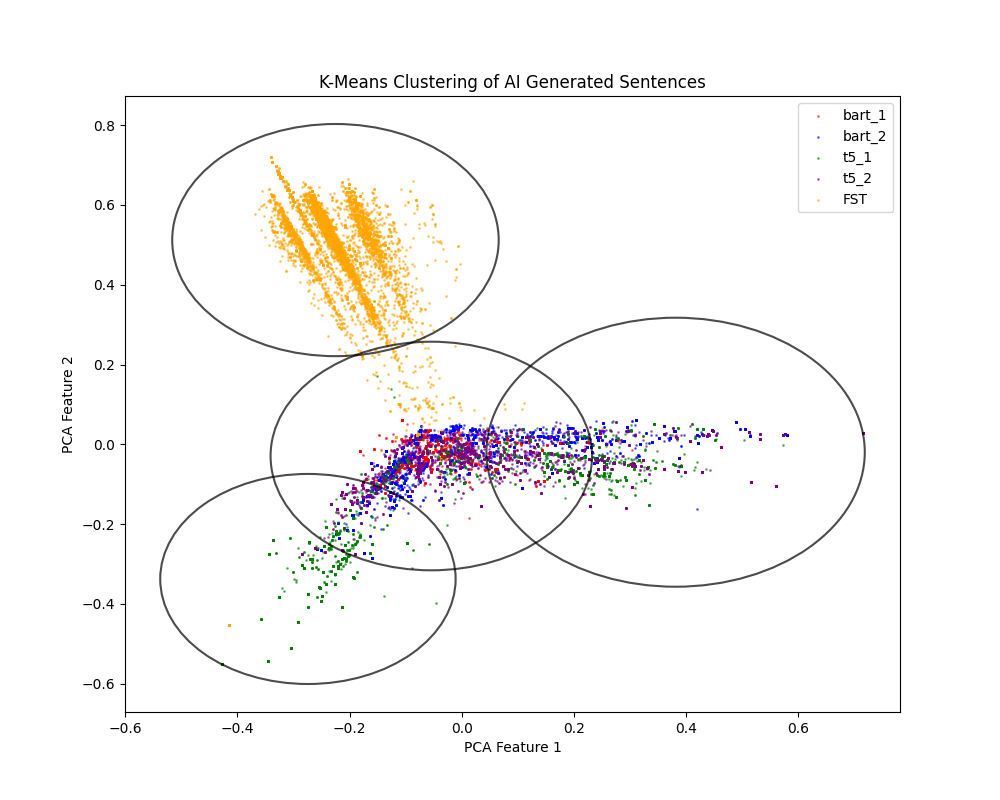 K-Means Clustering of AI Generated Sentences
bart_1
bart_2
t5_1
t5_2
FST
0.8
0.6
0.4
0.2
0.0
−0.2
−0.4
−0.6
PCA Feature 2
−0.6 −0.4 −0.2 0.0 0.2 0.4 0.6
PCA Feature 1